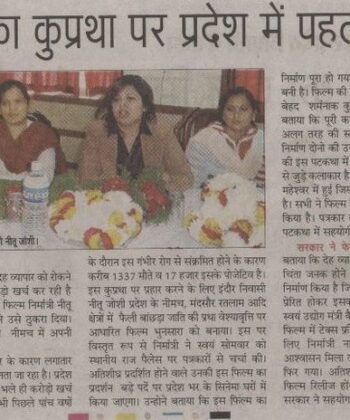 का कुप्रथा पर प्रदेश में पहल
नीतू जोशी।
देह व्यापार को रोकने
खर्च कर रही है
फिल्म निर्मात्री नीतू
ने उसे ठुकरा दिया।
नीमच में अपनी
के कारण लगातार
जा रहा है। प्रदेश
भले ही करोड़ों खर्च
भी पिछले पांच वर्षों
के दौरान इस गंभीर रोग से संक्रमित होने के कारण
करीब 1337 मौते व 17 हजार इसके पोजेटिव है।
इस कुप्रथा पर प्रहार करने के लिए इंदौर निवासी
नीतू जोशी प्रदेश के नीमच, मंदसौर रतलाम आदि
क्षेत्रों में फैली बांछड़ा जाति की प्रथा वेश्यावृत्ति पर
आधारित फिल्म भुनसारा को बनाया। इस पर
विस्तृत रूप से निर्मात्री ने स्वयं सोमवार को
स्थानीय राज पैलेस पर पत्रकारों से चर्चा की।
अतिशीघ्र प्रदर्शित होने वाले उनकी इस फिल्म का
प्रदर्शन बड़े पर्दे पर प्रदेश भर के सिनेमा घरों में
किया जाएगा। उन्होंने बताया कि इस फिल्म का
निर्माण पूरा हो गया
बनी है। फिल्म की
बेहद शर्मनाक कु
बताया कि पूरी क
अलग तरह की स
निर्माण दोनो की उ
की इस पटकथा में
से जुड़े कलाकार है
महेश्वर में हुई जिस
है। सभी ने फिल्म
किया है। पत्रकार
पटकथा में सहयोगी
सरकार ने फे
बताया कि देह व्या
चिंता जनक होने
निर्माण किया है जि
प्रेरित होकर इसक
स्वयं उद्योग मंत्री कै
फिल्म में टैक्स फ्री
लिए निर्मात्री ना
आश्वासन मिला त
फिर गया। अतिश
फिल्म रिलीज हो
सरकार ने सहयोग